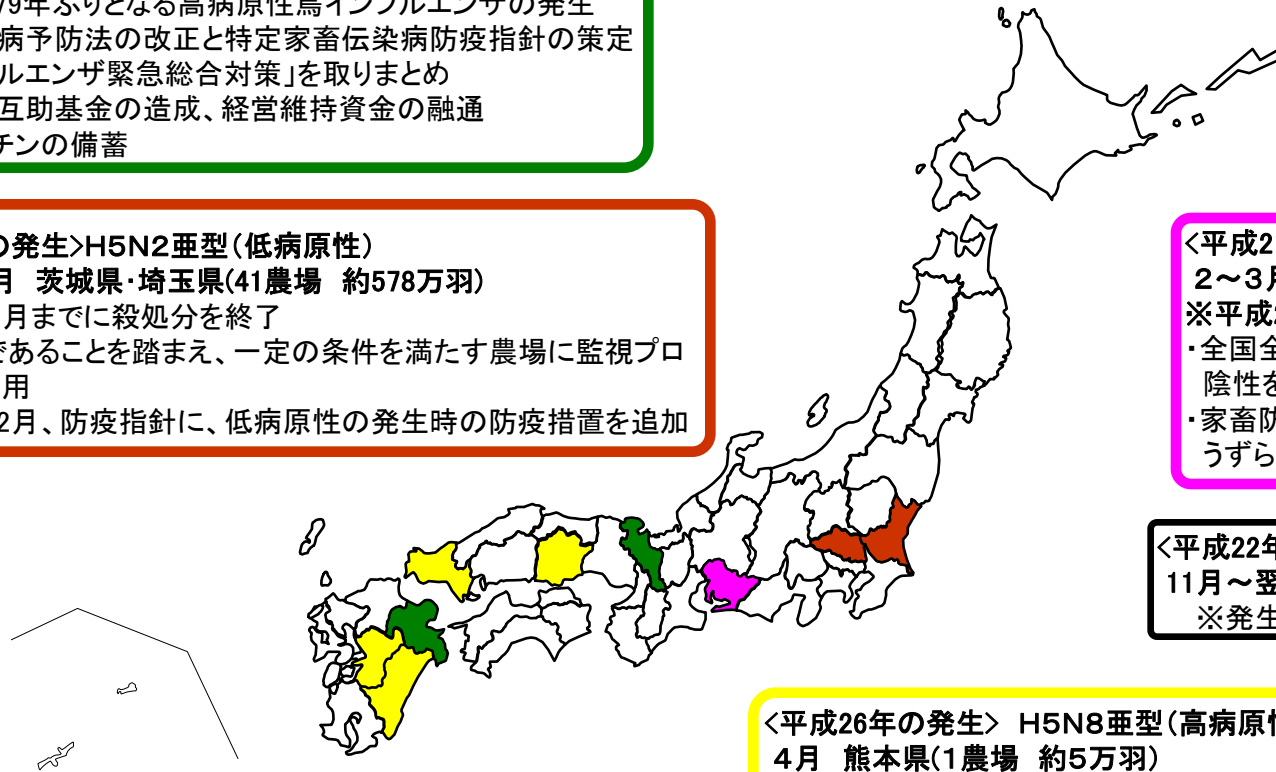 79年ぶりとなる高病原性鳥インフルエンザの発生
病予防法の改正と特定家畜伝染病防疫指針の策定
ルエンザ緊急総合対策」を取りまとめ
互助基金の造成、経営維持資金の融通
チンの備蓄
の発生>H5N2亜型(低病原性)
月 茨城県・埼玉県(41農場 約578万羽)
月までに殺処分を終了
であることを踏まえ、一定の条件を満たす農場に監視プロ
用
2月、防疫指針に、低病原性の発生時の防疫措置を追加
<平成2
2～3月
※平成
・全国全
陰性を
・家畜防
うずら
<平成22年
11月～翌
※発生
<平成26年の発生> H5N8亜型(高病原性
4月 熊本県(1農場 約5万羽)